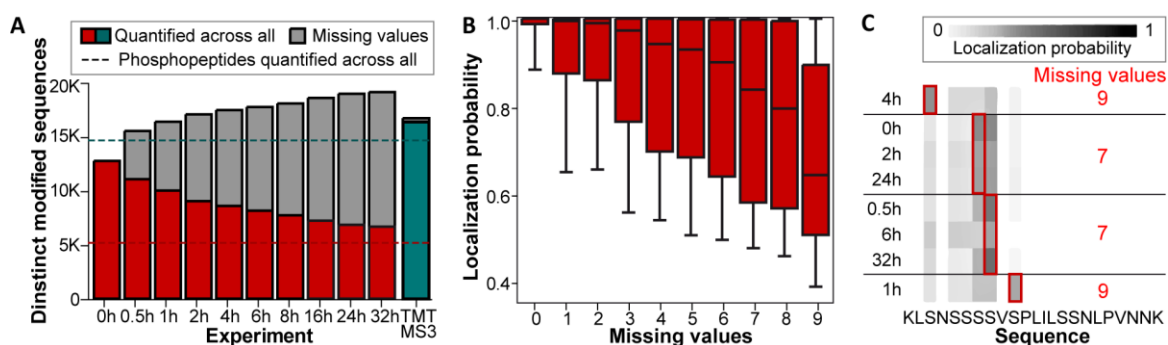 A
Quantified across all
Missing values
Phosphopeptides quantified across all
Dinstinct modified sequences
20K
15K
10K
5K
0
0h 0.5h 1h 2h 4h 6h 8h 16h 24h 32h TMT
MS3
Experiment
B
Localization probability
1.0
0.8
0.6
0.4
0 1 2 3 4 5 6 7 8 9
Missing values
C
0 1
Localization probability
Missing values
4h 9
0h
2h 7
24h
0.5h
6h 7
32h
1h 9
KLSNSSSSVSPLILSSNLPVNNK
Sequence